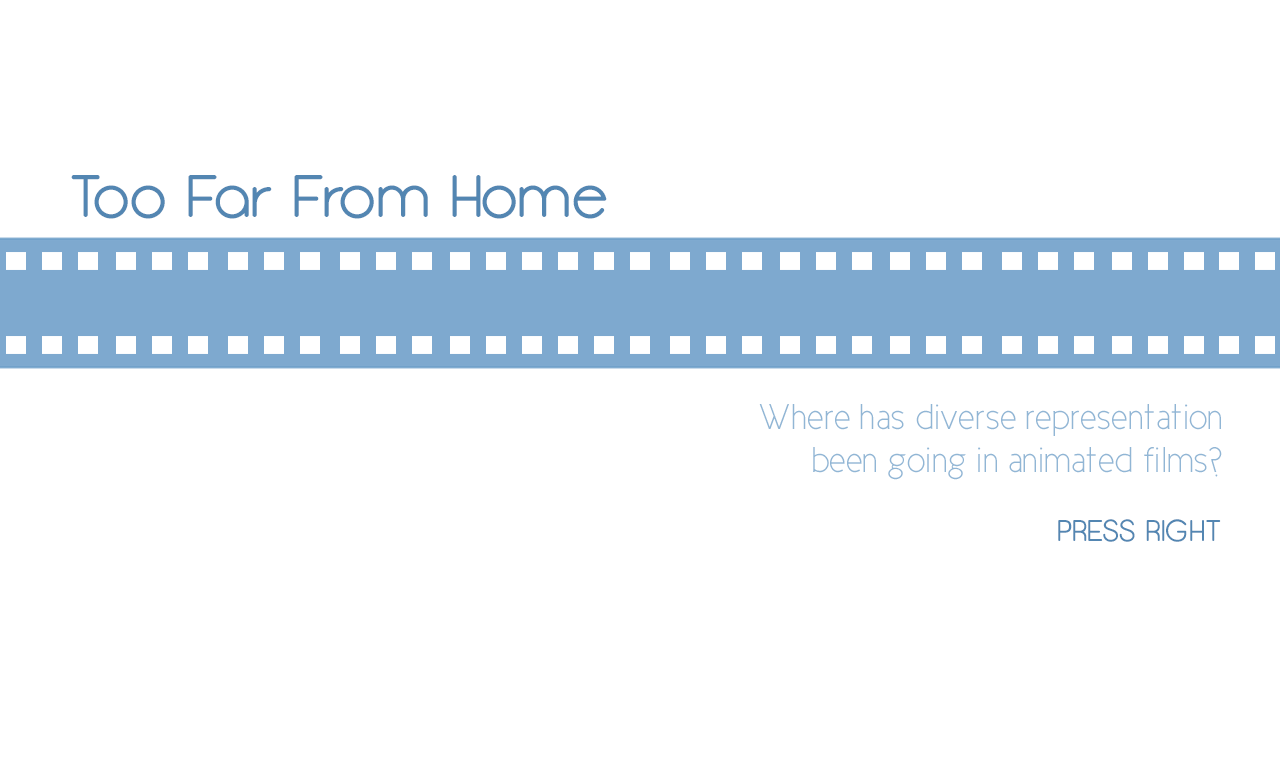 Too Far From Home
Where has diverse representation
been going in animated films?
PRESS RIGHT